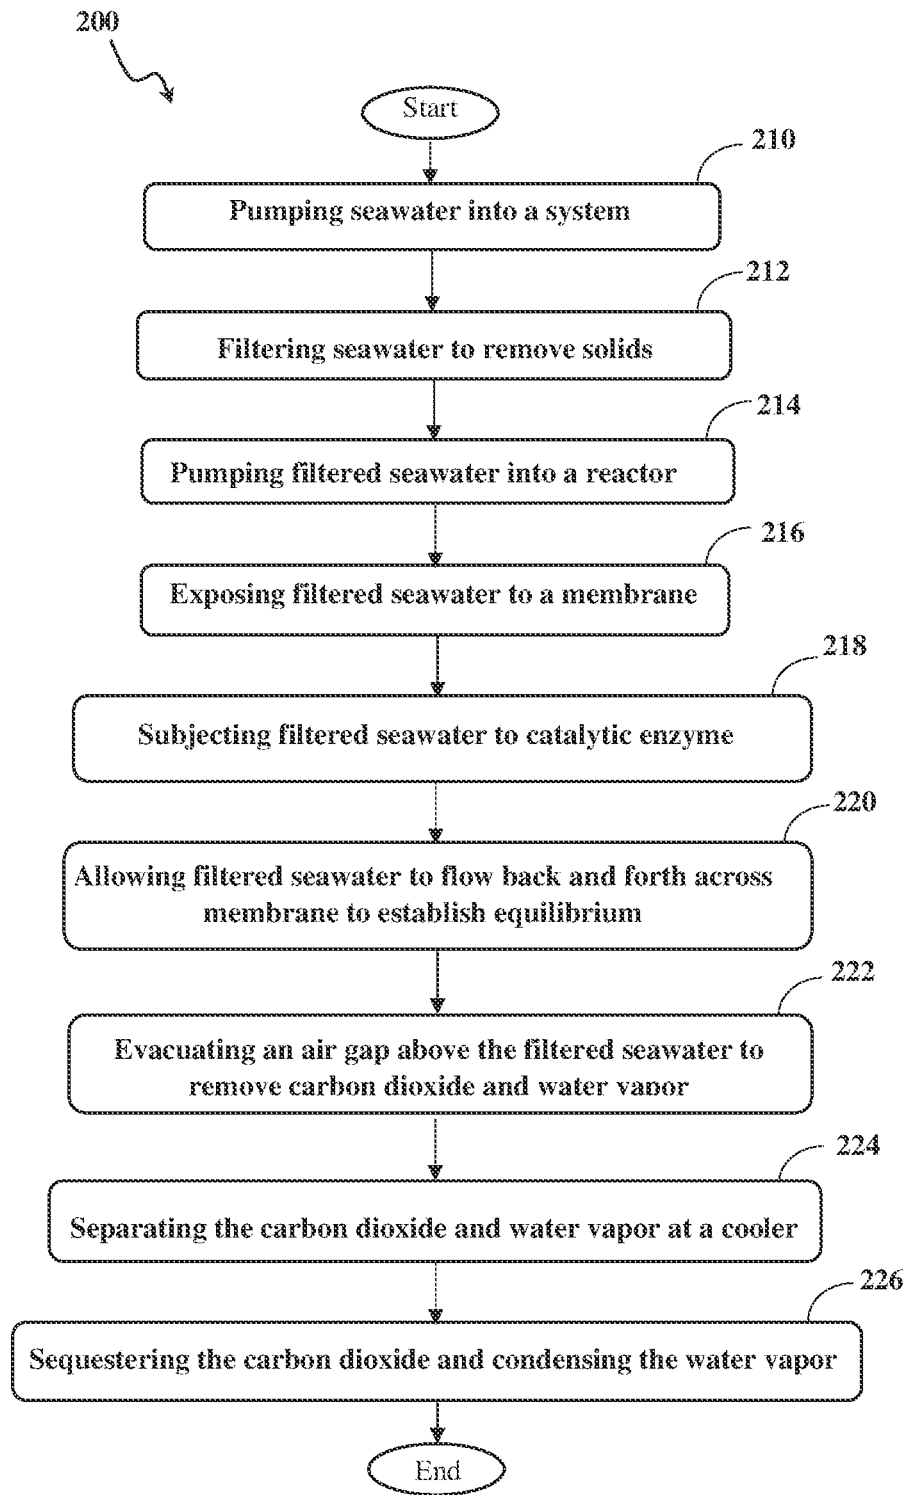 200
Start
210
Pumping seawater into a system
212
Filtering seawater to remove solids
214
Pumping filtered seawater into a reactor
216
Exposing filtered seawater to a membrane
218
Subjecting filtered seawater to catalytic enzyme
220
Allowing filtered seawater to flow back and forth across
membrane to establish equilibrium
222
Evacuating an air gap above the filtered seawater to
remove carbon dioxide and water vapor
224
Separating the carbon dioxide and water vapor at a cooler
226
Sequestering the carbon dioxide and condensing the water vapor
End